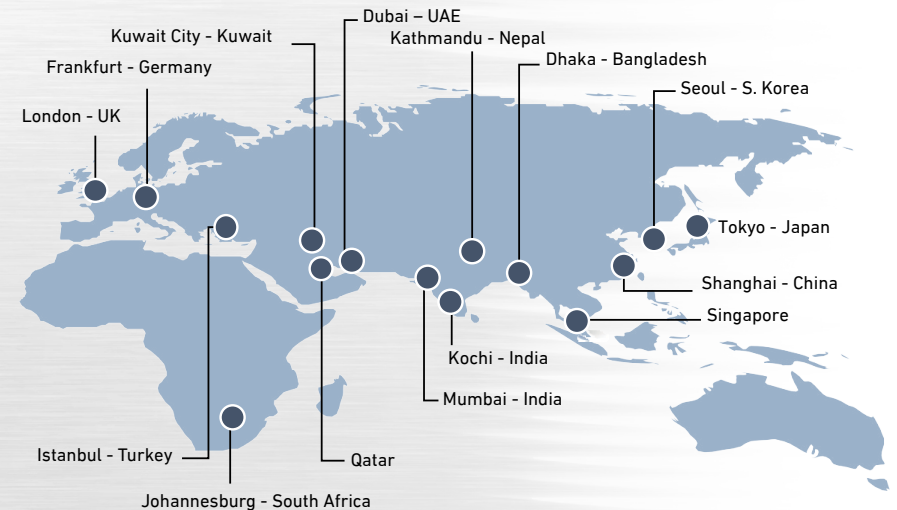 Dubai – UAE
Kuwait City - Kuwait
Kathmandu - Nepal
Dhaka - Bangladesh
Frankfurt - Germany
Seoul - S. Korea
London - UK
Tokyo - Japan
Shanghai - China
Singapore
Kochi - India
Mumbai - India
Istanbul - Turkey
Qatar
Johannesburg - South Africa